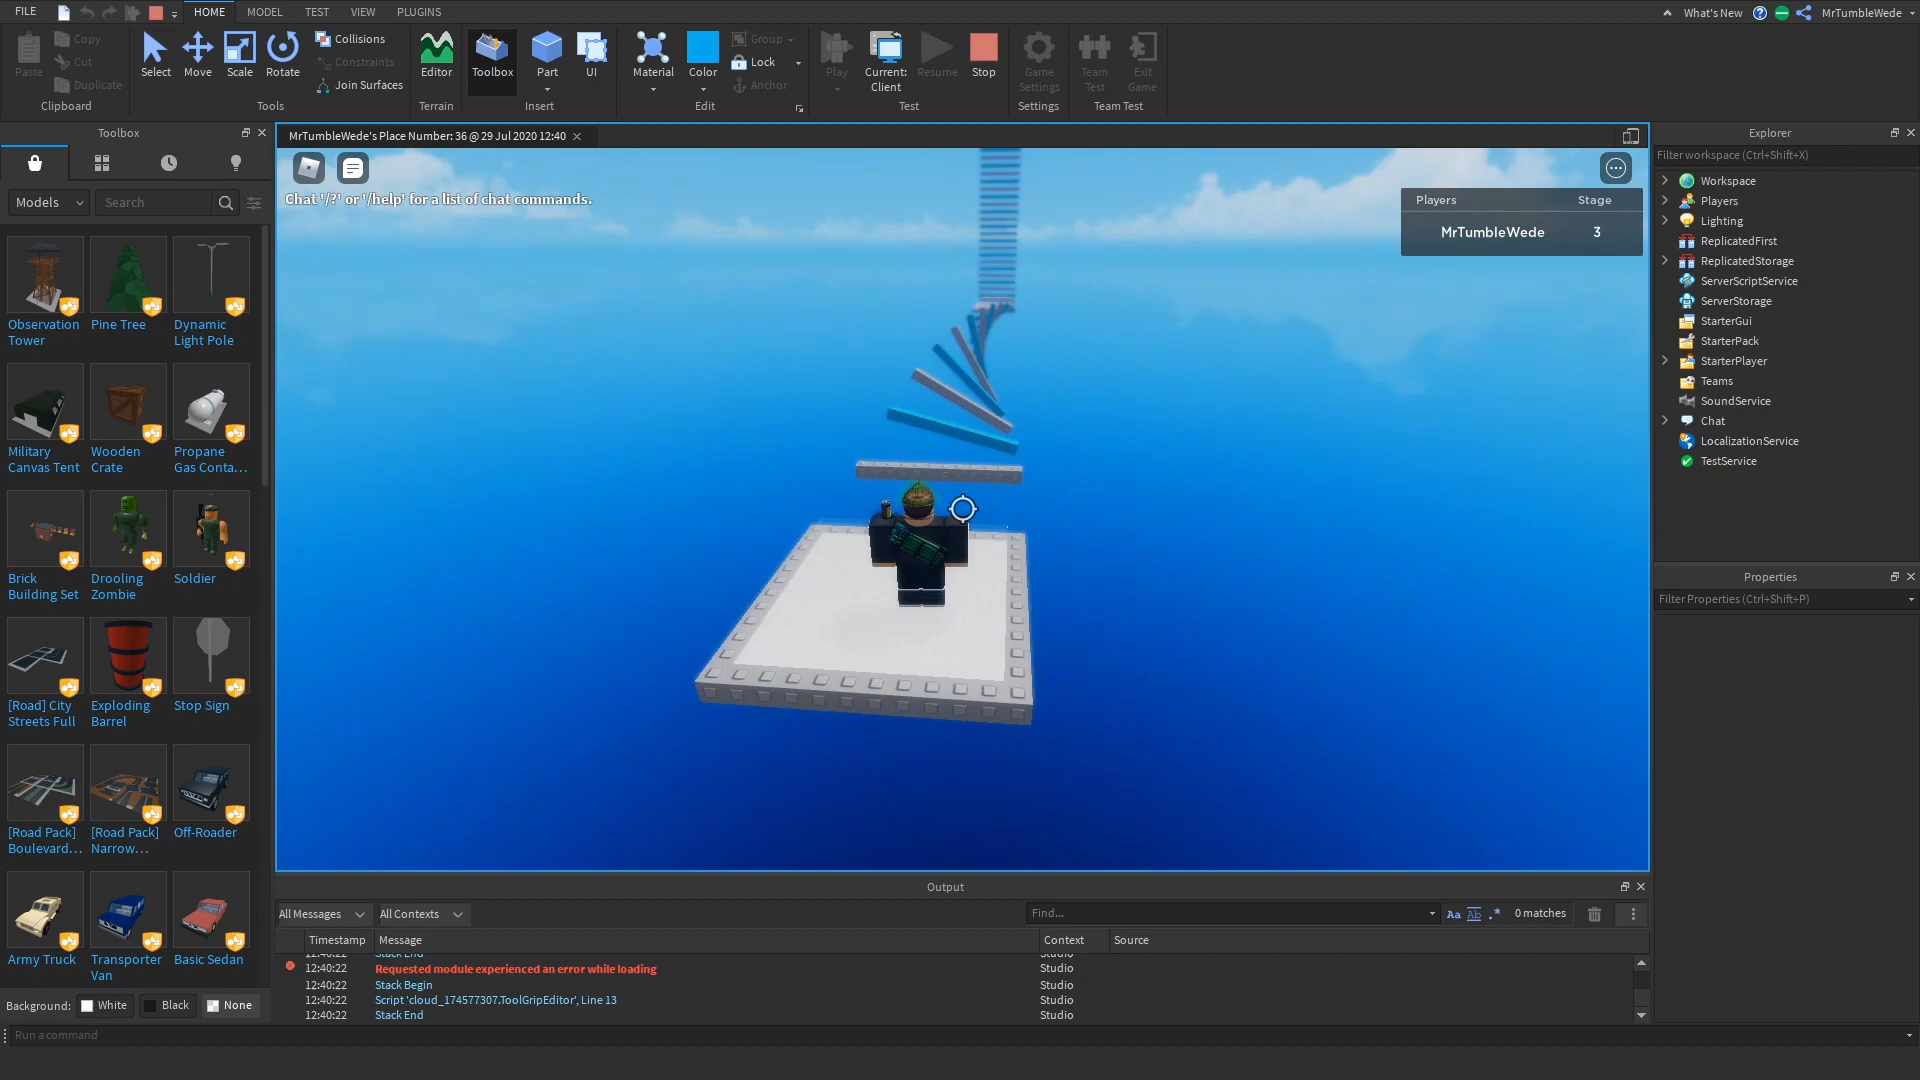 FILE HOME MODEL TEST VIEW PLUGINS What's New MrTumbleWede
Paste Copy Cut Duplicate Clipboard
Select Move Scale Rotate Collisions Constraints Join Surfaces Tools
Editor Terrain
Toolbox Part UI Insert
Material Color Group Lock Anchor Edit
Play Current: Client Resume Stop Test
Game Settings Settings
Team Test Exit Game Team Test
Toolbox
Models Search
Observation Tower
Pine Tree
Dynamic Light Pole
Military Canvas Tent
Wooden Crate
Propane Gas Conta...
Brick Building Set
Drooling Zombie
Soldier
[Road] City Streets Full
Exploding Barrel
Stop Sign
[Road Pack] Boulevard...
[Road Pack] Narrow...
Off-Roader
Army Truck
Transporter Van
Basic Sedan
Background: White Black None
Run a command
MrTumbleWede's Place Number: 36 @ 29 Jul 2020 12:40
Chat '/?' or '/help' for a list of chat commands.
Players Stage
MrTumbleWede 3
Output
All Messages All Contexts Find... Aa Ab .* 0 matches
Timestamp Message Context Source
12:40:22 Stack End Studio
12:40:22 Requested module experienced an error while loading Studio
12:40:22 Stack Begin Studio
12:40:22 Script 'cloud_174577307.ToolGripEditor', Line 13 Studio
12:40:22 Stack End Studio
Explorer
Filter workspace (Ctrl+Shift+X)
Workspace
Players
Lighting
ReplicatedFirst
ReplicatedStorage
ServerScriptService
ServerStorage
StarterGui
StarterPack
StarterPlayer
Teams
SoundService
Chat
LocalizationService
TestService
Properties
Filter Properties (Ctrl+Shift+P)